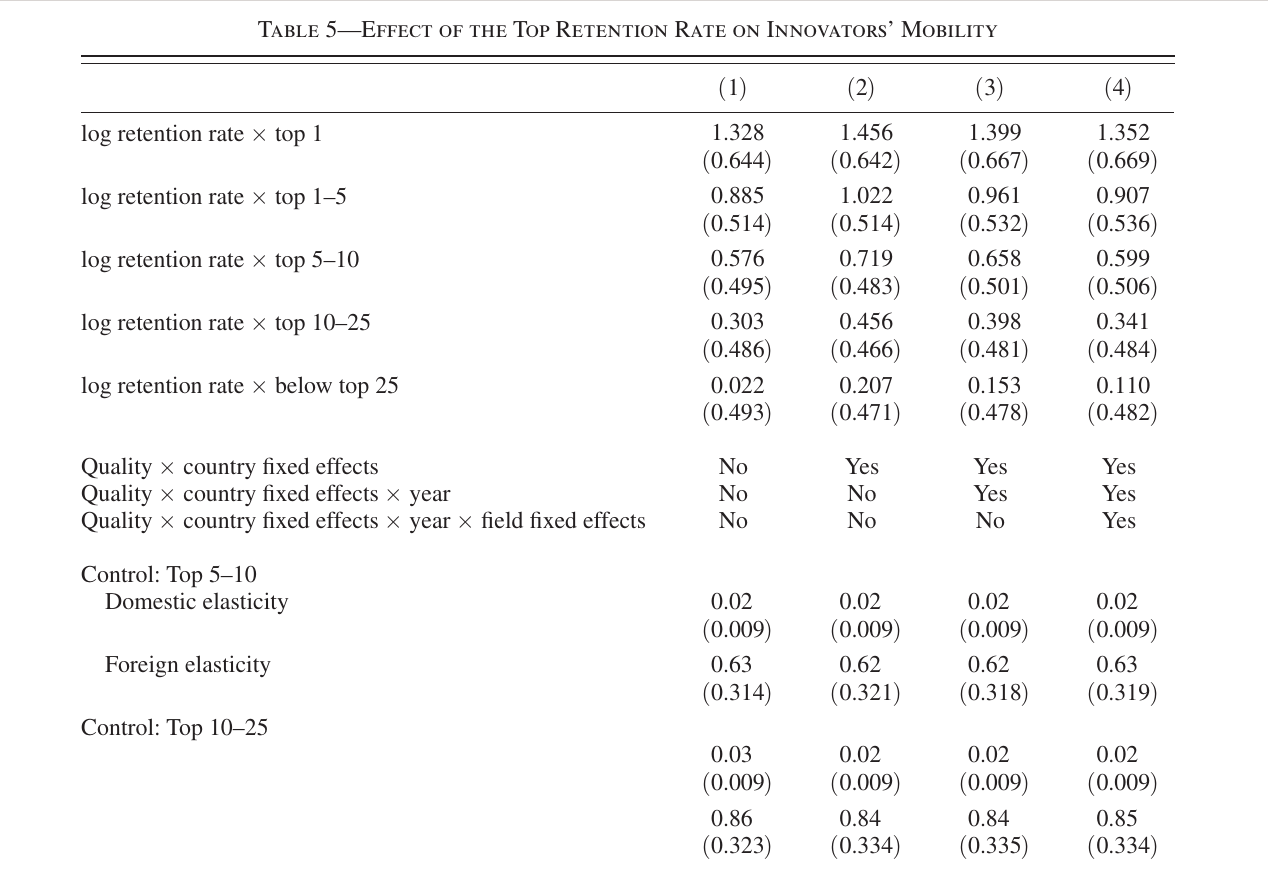 TABLE 5—EFFECT OF THE TOP RETENTION RATE ON INNOVATORS’ MOBILITY
(1) (2) (3) (4)
log retention rate × top 1 1.328 1.456 1.399 1.352
(0.644) (0.642) (0.667) (0.669)
log retention rate × top 1–5 0.885 1.022 0.961 0.907
(0.514) (0.514) (0.532) (0.536)
log retention rate × top 5–10 0.576 0.719 0.658 0.599
(0.495) (0.483) (0.501) (0.506)
log retention rate × top 10–25 0.303 0.456 0.398 0.341
(0.486) (0.466) (0.481) (0.484)
log retention rate × below top 25 0.022 0.207 0.153 0.110
(0.493) (0.471) (0.478) (0.482)
Quality × country fixed effects No Yes Yes Yes
Quality × country fixed effects × year No No Yes Yes
Quality × country fixed effects × year × field fixed effects No No No Yes
Control: Top 5–10
Domestic elasticity 0.02 0.02 0.02 0.02
(0.009) (0.009) (0.009) (0.009)
Foreign elasticity 0.63 0.62 0.62 0.63
(0.314) (0.321) (0.318) (0.319)
Control: Top 10–25
0.03 0.02 0.02 0.02
(0.009) (0.009) (0.009) (0.009)
0.86 0.84 0.84 0.85
(0.323) (0.334) (0.335) (0.334)